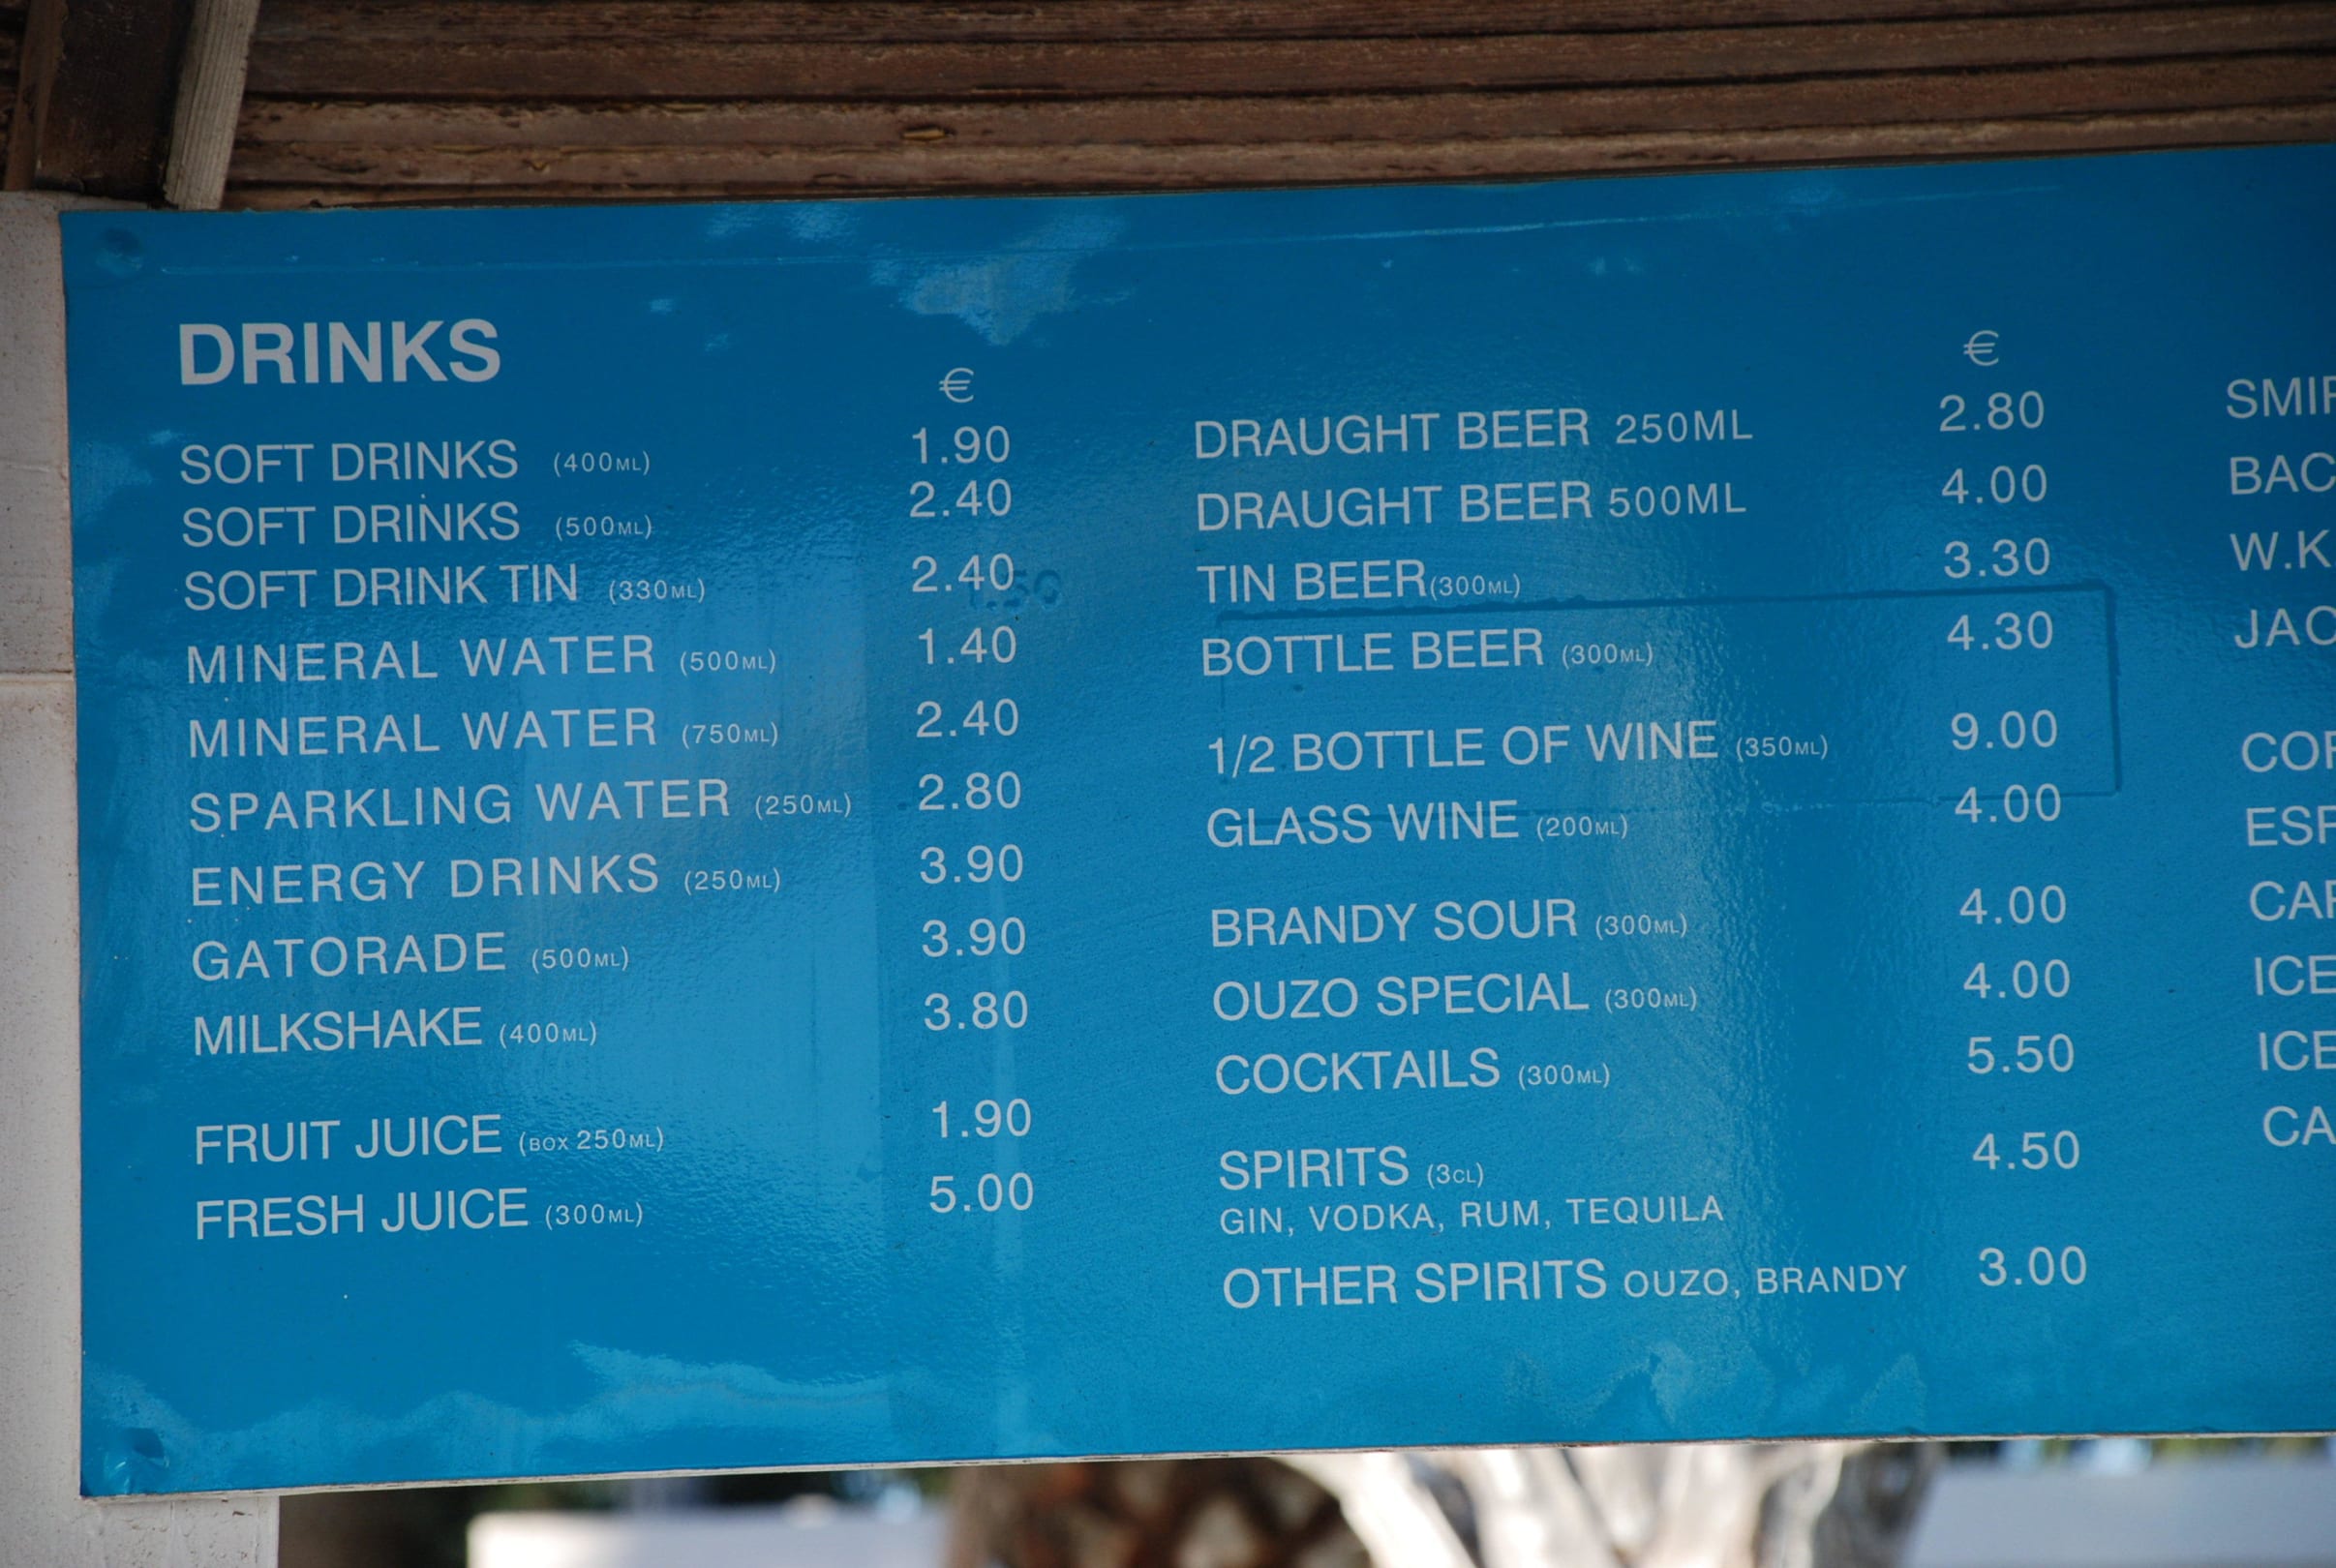 DRINKS
€
SOFT DRINKS (400ML) 1.90
SOFT DRINKS (500ML) 2.40
SOFT DRINK TIN (330ML) 2.40
MINERAL WATER (500ML) 1.40
MINERAL WATER (750ML) 2.40
SPARKLING WATER (250ML) 2.80
ENERGY DRINKS (250ML) 3.90
GATORADE (500ML) 3.90
MILKSHAKE (400ML) 3.80
FRUIT JUICE (BOX 250ML) 1.90
FRESH JUICE (300ML) 5.00
€
DRAUGHT BEER 250ML 2.80
DRAUGHT BEER 500ML 4.00
TIN BEER(300ML) 3.30
BOTTLE BEER (300ML) 4.30
1/2 BOTTLE OF WINE (350ML) 9.00
GLASS WINE (200ML) 4.00
BRANDY SOUR (300ML) 4.00
OUZO SPECIAL (300ML) 4.00
COCKTAILS (300ML) 5.50
SPIRITS (3CL) 4.50
GIN, VODKA, RUM, TEQUILA
OTHER SPIRITS OUZO, BRANDY 3.00
BAC
W.K.
ICE
ICE
CA